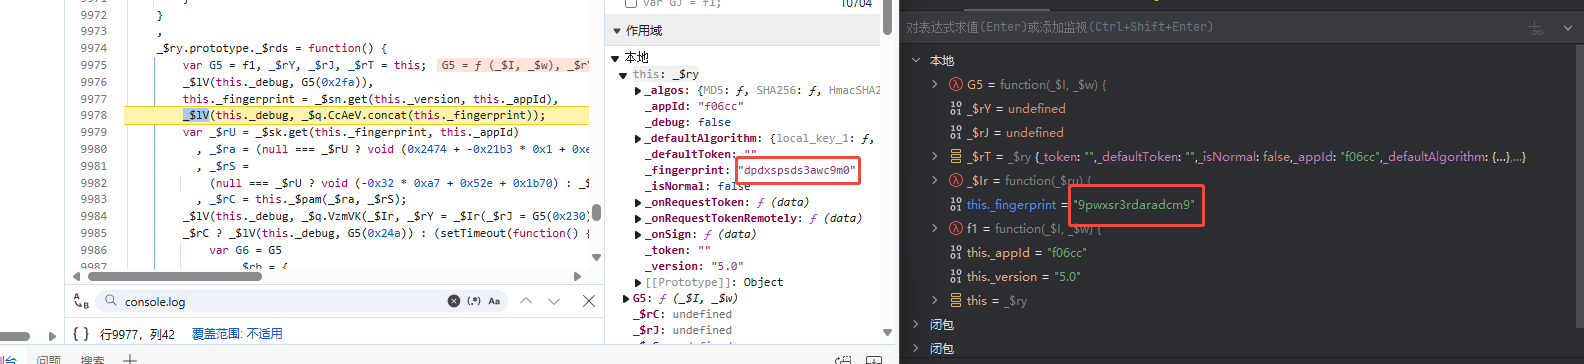 9971 }
9972 }
9973 ,
9974 _$ry.prototype._$rds = function() {
9975 var G5 = f1, _$rY, _$rJ, _$rT = this; G5 = ƒ (_$I, _$w), _$rY
9976 _$lV(this._debug, G5(0x2fa)),
9977 this._fingerprint = _$sn.get(this._version, this._appId),
9978 _$lV(this._debug, _$q.CcAeV.concat(this._fingerprint));
9979 var _$rU = _$sk.get(this._fingerprint, this._appId)
9980 , _$ra = (null === _$rU ? void (0x2474 + -0x21b3 * 0x1 + 0xe
9981 , _$rS =
9982 (null === _$rU ? void (-0x32 * 0xa7 + 0x52e + 0x1b70) : _$
9983 , _$rC = this._$pam(_$ra, _$rS);
9984 _$lV(this._debug, _$q.VzmVK(_$Ir, _$rY = _$Ir(_$rJ = G5(0x230)
9985 _$rC ? _$lV(this._debug, G5(0x24a)) : (setTimeout(function() {
9986 var G6 = G5
9987 _$rb = {
console.log
(.*) Aa
{ } 行9977，列42 覆盖范围: 不适用
问题 搜索
var GJ = f1; 10704
作用域
本地
this: _$ry
_algos: {MD5: ƒ, SHA256: ƒ, HmacSHA2
_appId: "f06cc"
_debug: false
_defaultAlgorithm: {local_key_1: ƒ,
_defaultToken: ""
_fingerprint: "dpdxspsds3awc9m0"
_isNormal: false
_onRequestToken: ƒ (data)
_onRequestTokenRemotely: ƒ (data)
_onSign: ƒ (data)
_token: ""
_version: "5.0"
[[Prototype]]: Object
G5: ƒ (_$I, _$w)
_$rC: undefined
_$rJ: undefined
对表达式求值(Enter)或添加监视(Ctrl+Shift+Enter)
本地
G5 = function(_$I, _$w) {
_$rY = undefined
_$rJ = undefined
_$rT = _$ry {_token: "",_defaultToken: "",_isNormal: false,_appId: "f06cc",_defaultAlgorithm: {...},...}
_$Ir = function(_$ru) {
this._fingerprint = "9pwxsr3rdaradcm9"
f1 = function(_$I, _$w) {
this._appId = "f06cc"
this._version = "5.0"
this = _$ry
闭包
闭包